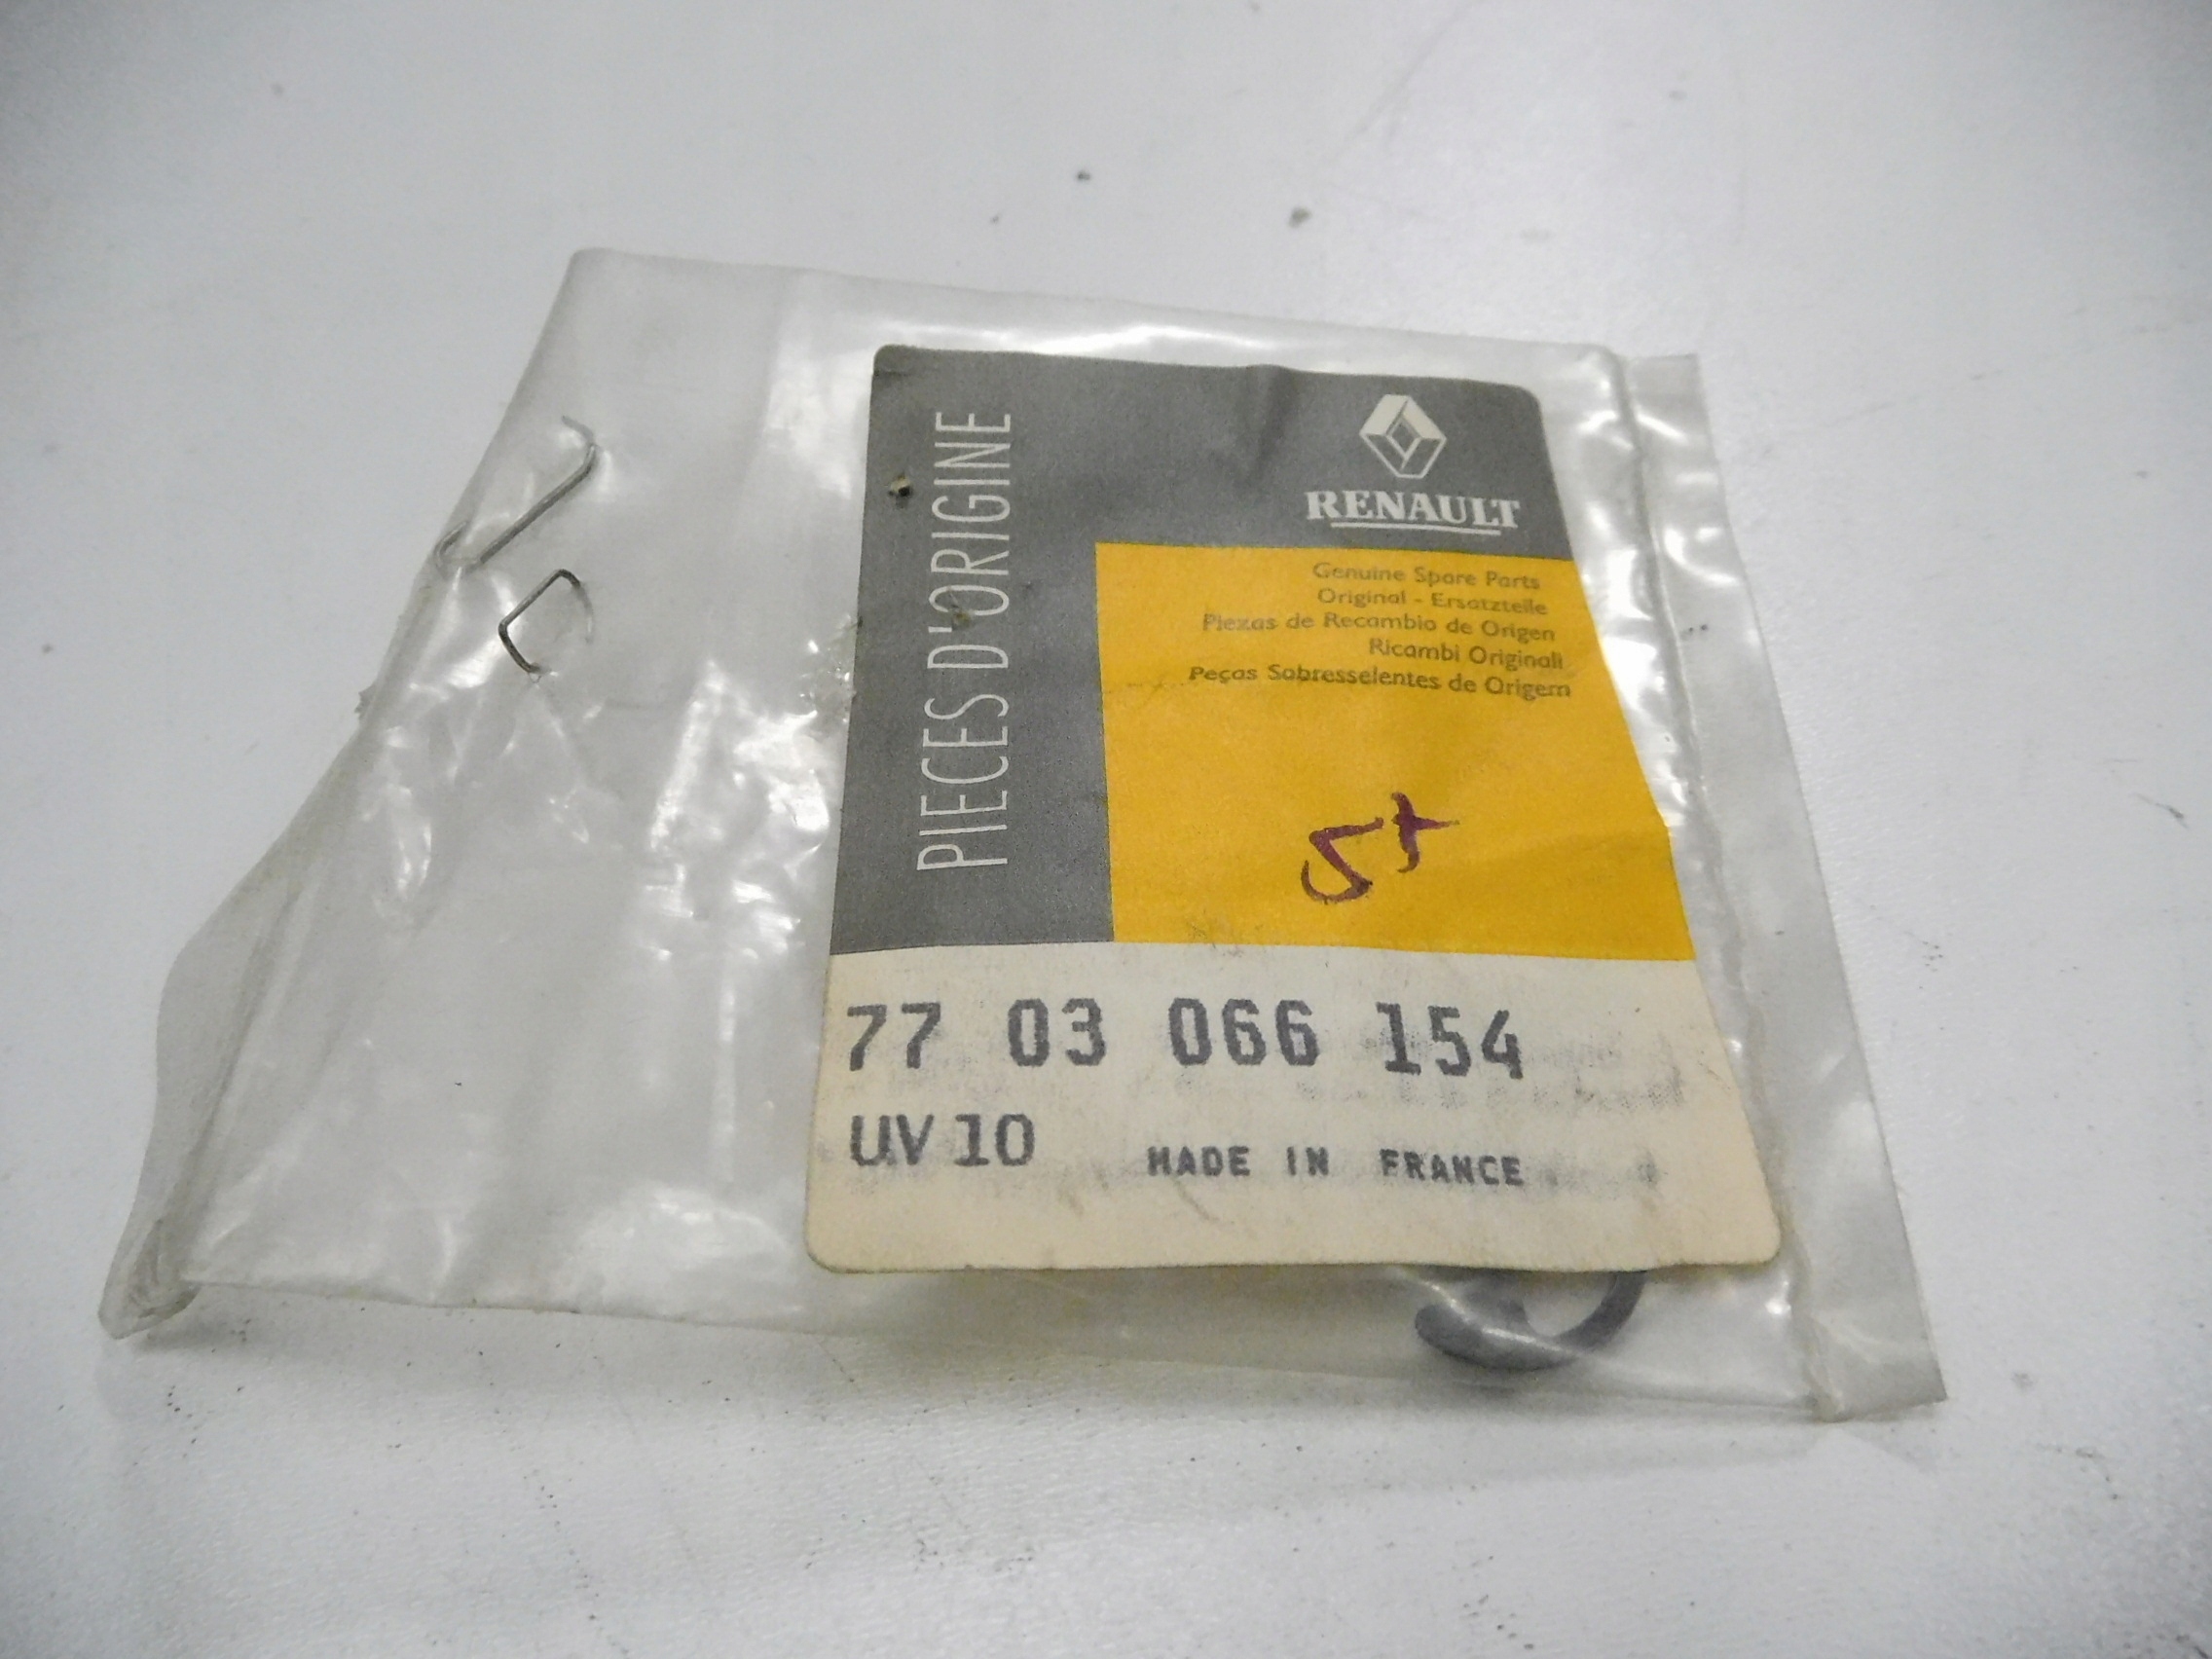 PIECES D'ORIGINE
RENAULT
Genuine Spare Parts
Original - Ersatzteile
Piezas de Recambio de Origen
Ricambi Originali
Peças Sobresselentes de Origem
77 03 066 154
UV 10 MADE IN FRANCE